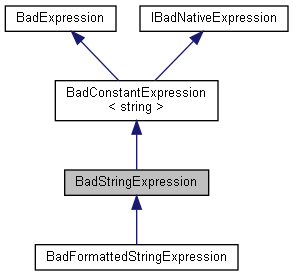 BadExpression
IBadNativeExpression
BadConstantExpression
< string >
BadStringExpression
BadFormattedStringExpression